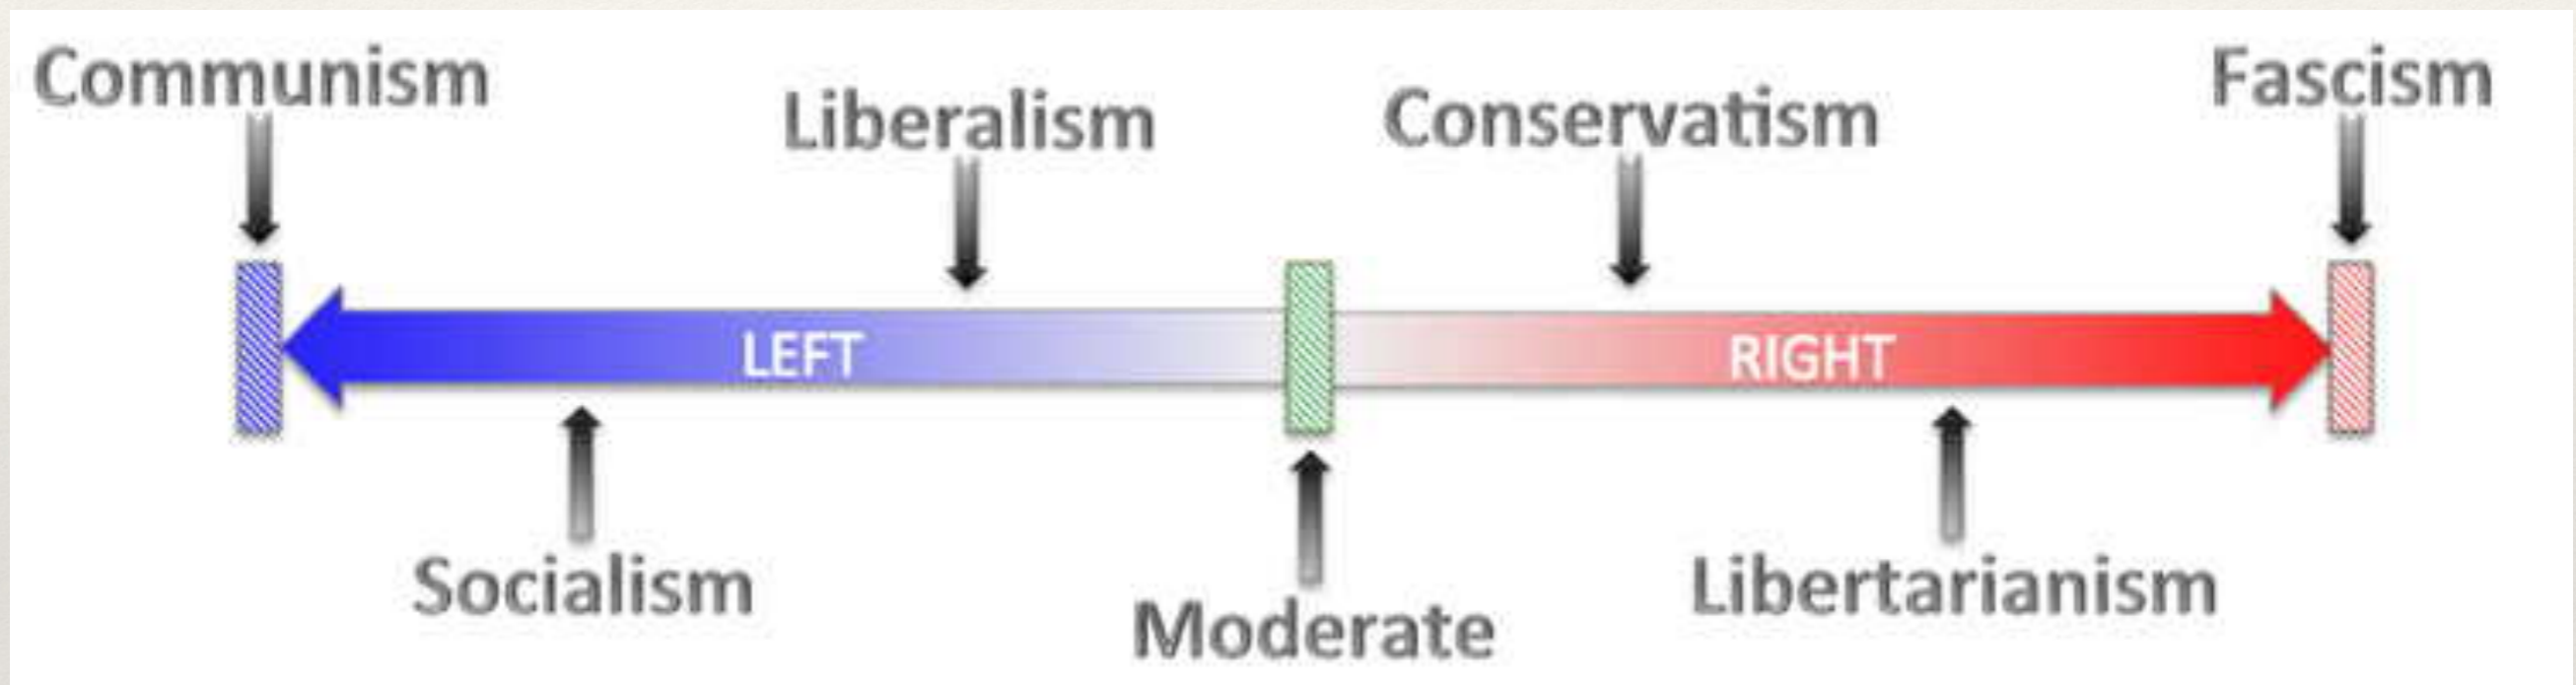 Communism
Liberalism
Conservatism
Fascism
LEFT
RIGHT
Socialism
Moderate
Libertarianism